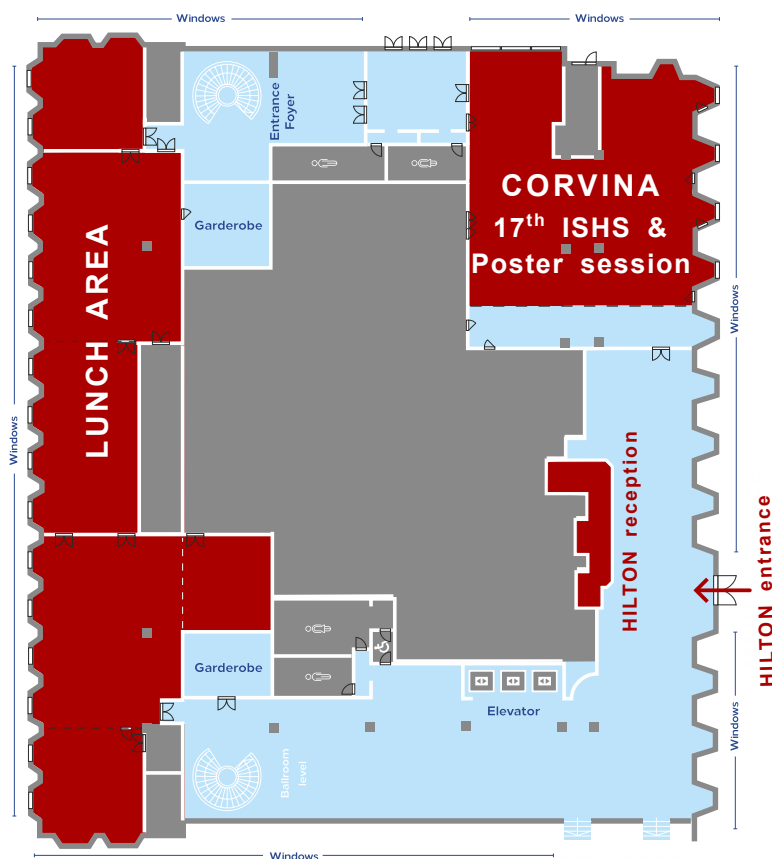 Windows
Windows
Entrance
Foyer
CORVINA
17th ISHS &
Poster session
Garderobe
LUNCH AREA
Windows
Windows
HILTON reception
HILTON entrance
Garderobe
Elevator
Ballroom
level
Windows
Windows